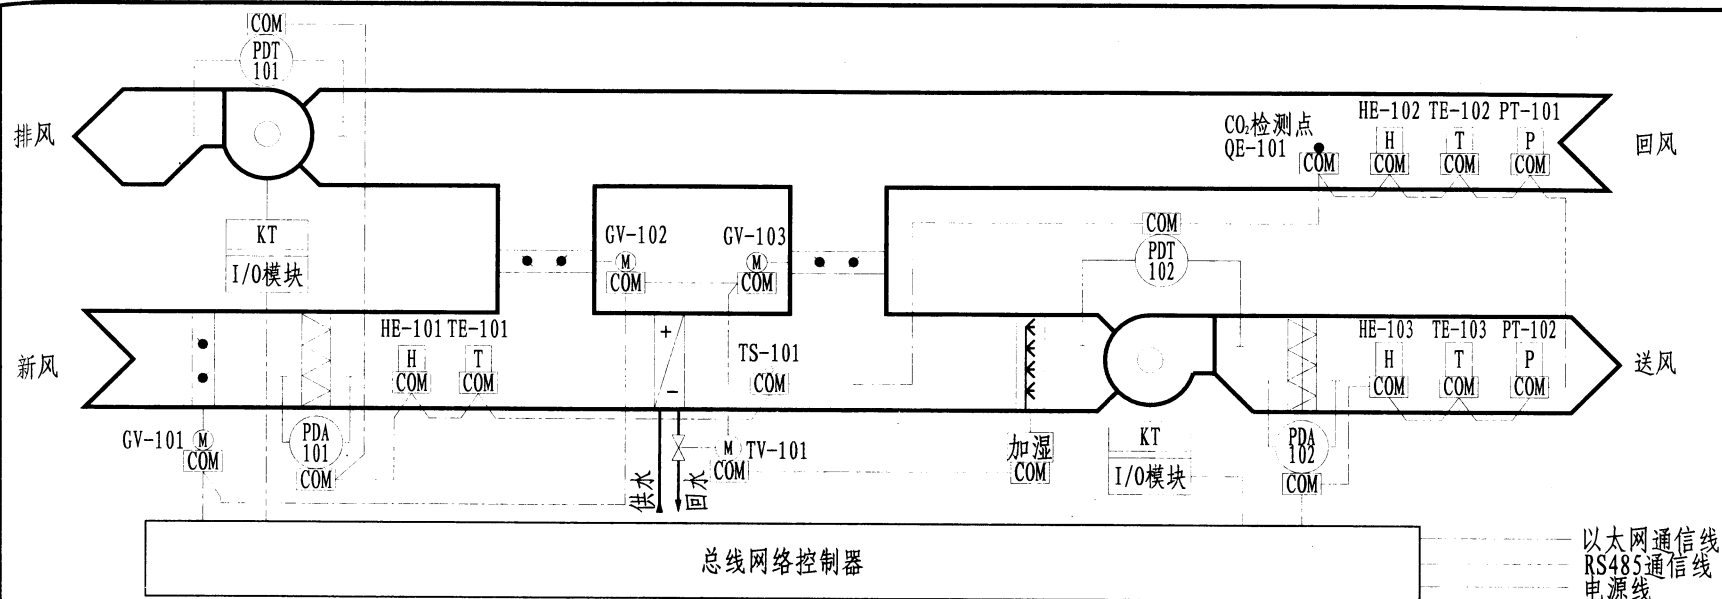 COM
PDT
101
排风
CO₂检测点
QE-101
COM
HE-102
H
COM
TE-102
T
COM
PT-101
P
COM
回风
KT
I/O模块
GV-102
M
COM
GV-103
M
COM
COM
PDT
102
新风
HE-101
H
COM
TE-101
T
COM
+
-
TS-101
COM
HE-103
H
COM
TE-103
T
COM
PT-102
P
COM
送风
GV-101
M
COM
PDA
101
COM
供水
回水
M
COM
TV-101
加湿
COM
KT
I/O模块
PDA
102
COM
总线网络控制器
以太网通信线
RS485通信线
电源线